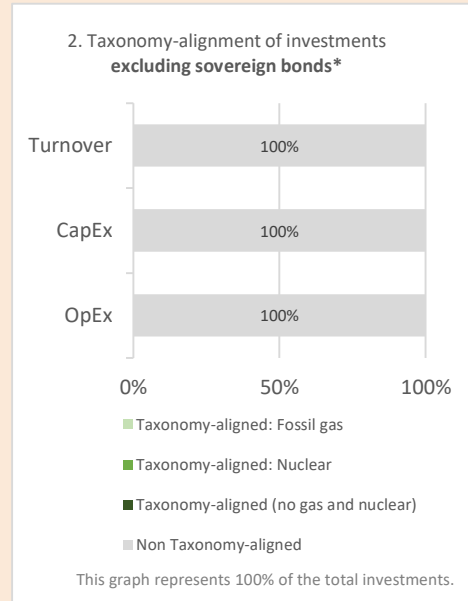 2. Taxonomy-alignment of investments
excluding sovereign bonds*
Turnover
100%
CapEx
100%
OpEx
100%
0% 50% 100%
Taxonomy-aligned: Fossil gas
Taxonomy-aligned: Nuclear
Taxonomy-aligned (no gas and nuclear)
Non Taxonomy-aligned
This graph represents 100% of the total investments.